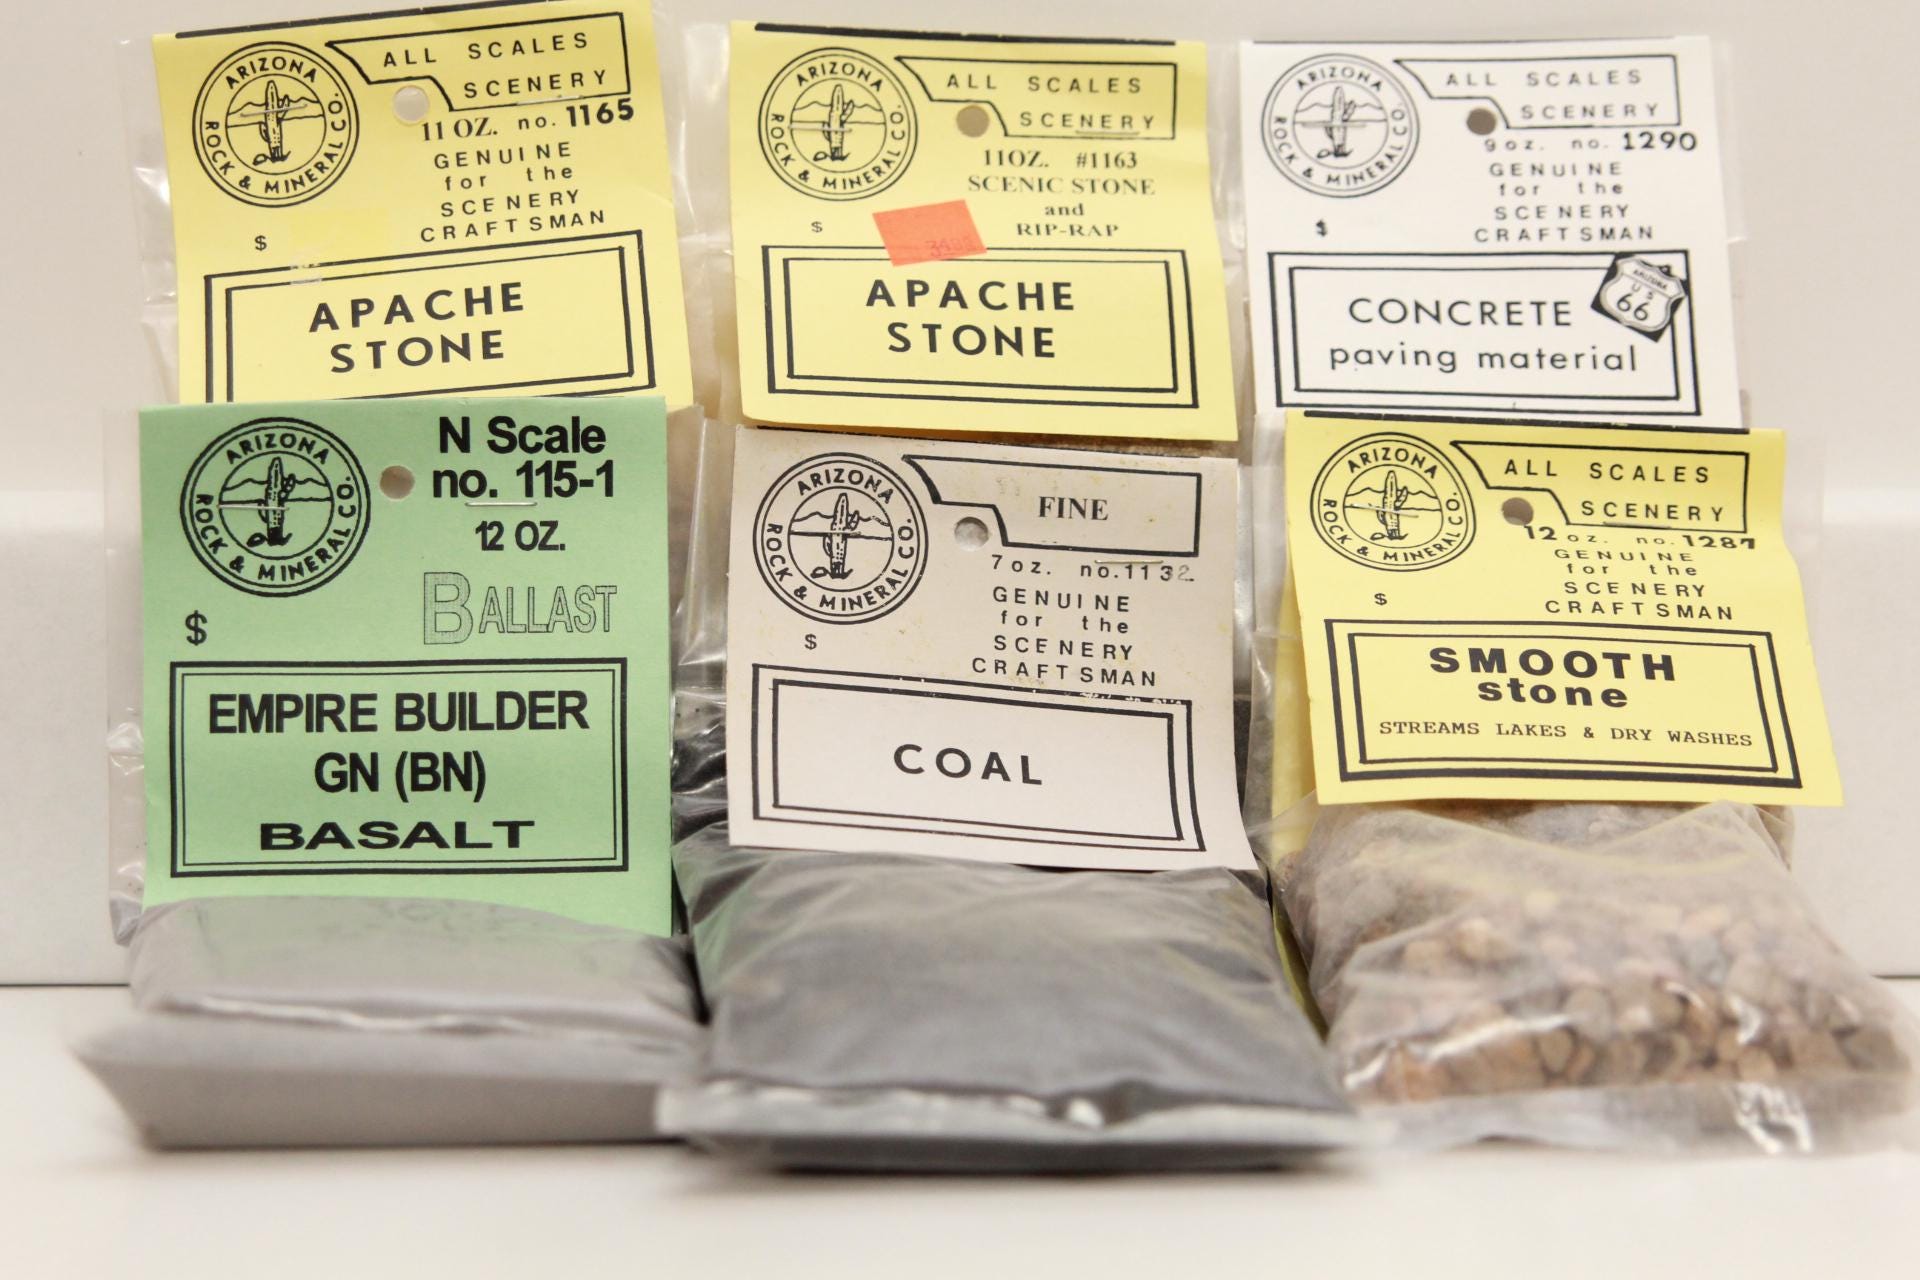 ARIZONA
ROCK & MINERAL CO.
ALL SCALES
SCENERY
11 OZ. no. 1165
GENUINE
for the
SCENERY
CRAFTSMAN
$
APACHE
STONE
ARIZONA
ROCK & MINERAL CO.
ALL SCALES
SCENERY
11OZ. #1163
SCENIC STONE
and
RIP-RAP
$
APACHE
STONE
ARIZONA
ROCK & MINERAL CO.
ALL SCALES
SCENERY
9oz. no. 1290
GENUINE
for the
SCENERY
CRAFTSMAN
$
ARIZONA
US
66
CONCRETE
paving material
ARIZONA
ROCK & MINERAL CO.
N Scale
no. 115-1
12 OZ.
BALLAST
$
EMPIRE BUILDER
GN (BN)
BASALT
ARIZONA
ROCK & MINERAL CO.
FINE
7oz. no.1132
GENUINE
for the
SCENERY
CRAFTSMAN
$
COAL
ARIZONA
ROCK & MINERAL CO.
ALL SCALES
SCENERY
12oz. no.1287
GENUINE
for the
SCENERY
CRAFTSMAN
$
SMOOTH
stone
STREAMS LAKES & DRY WASHES